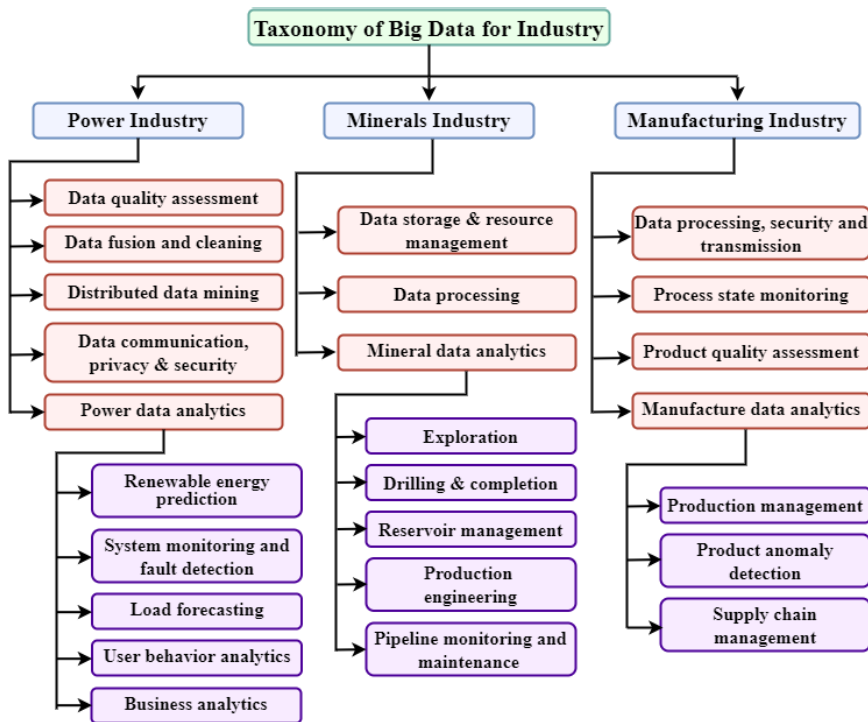 Taxonomy of Big Data for Industry
Power Industry
Data quality assessment
Data fusion and cleaning
Distributed data mining
Data communication,
privacy & security
Power data analytics
Renewable energy
prediction
System monitoring and
fault detection
Load forecasting
User behavior analytics
Business analytics
Minerals Industry
Data storage & resource
management
Data processing
Mineral data analytics
Exploration
Drilling & completion
Reservoir management
Production
engineering
Pipeline monitoring and
maintenance
Manufacturing Industry
Data processing, security and
transmission
Process state monitoring
Product quality assessment
Manufacture data analytics
Production management
Product anomaly
detection
Supply chain
management